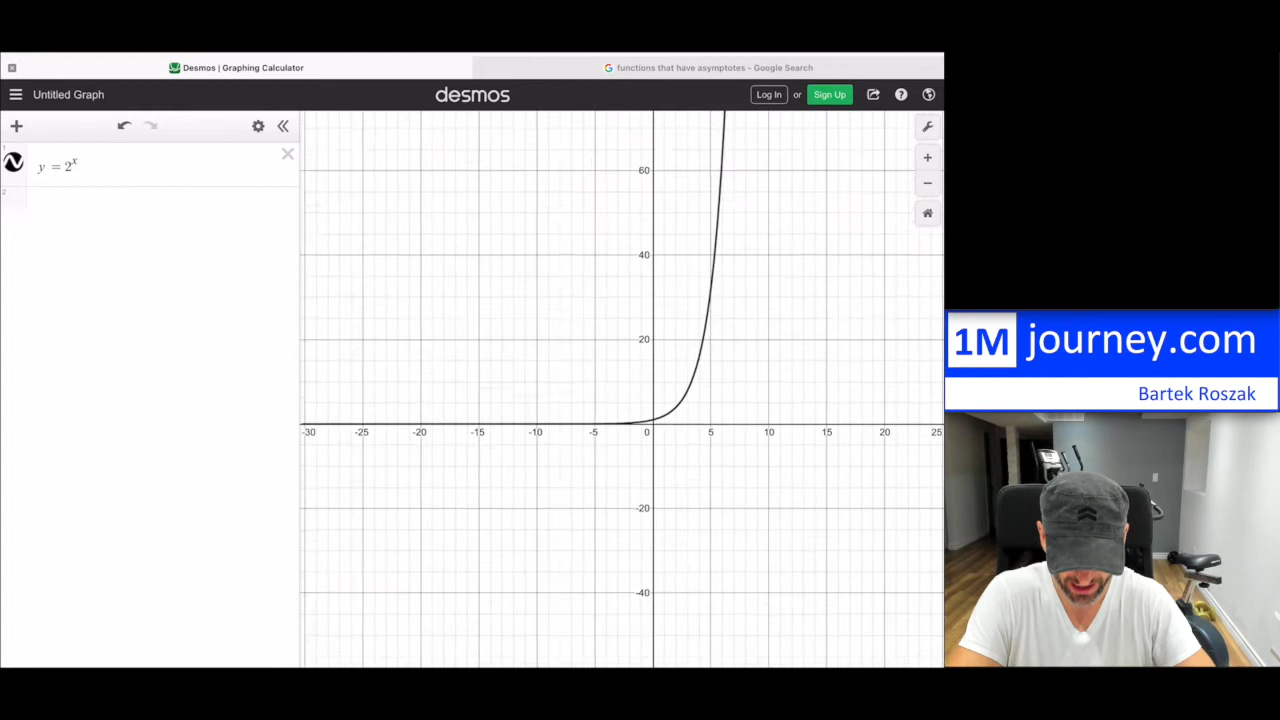 Desmos | Graphing Calculator
functions that have asymptotes - Google Search
Untitled Graph
desmos
Log In or Sign Up
1
y = 2^x
2
60
40
20
-30 -25 -20 -15 -10 -5 0 5 10 15 20 25
-20
-40
1M journey.com
Bartek Roszak